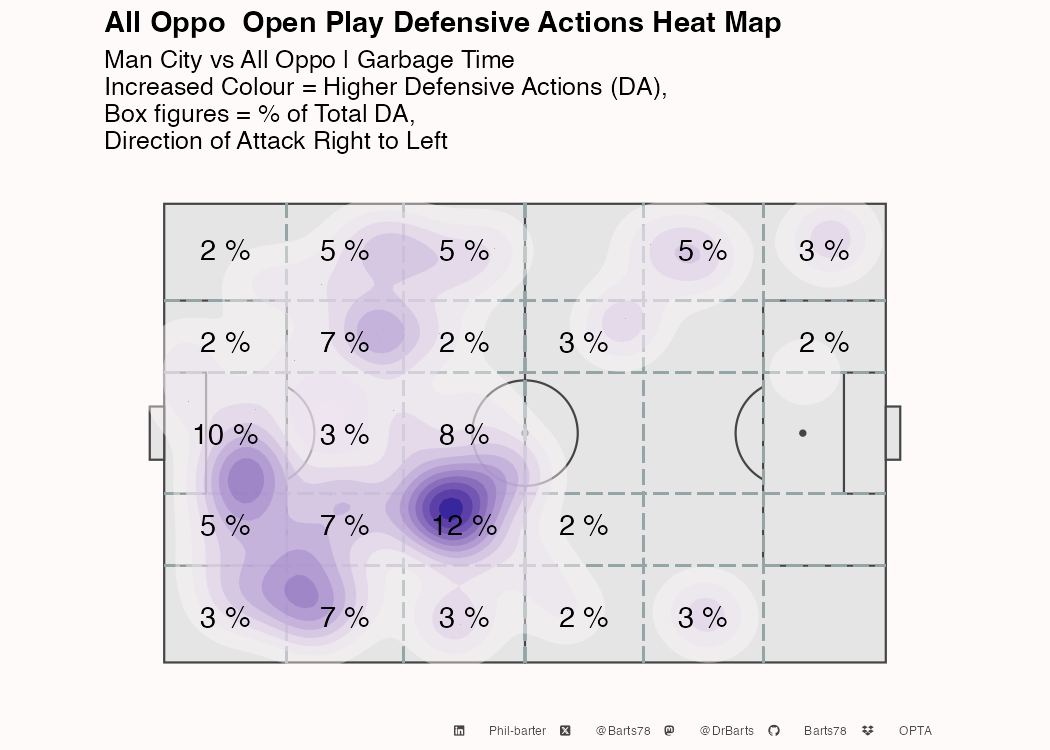 All Oppo  Open Play Defensive Actions Heat Map
Man City vs All Oppo | Garbage Time
Increased Colour = Higher Defensive Actions (DA),
Box figures = % of Total DA,
Direction of Attack Right to Left
2 % 5 % 5 % 5 % 3 %
2 % 7 % 2 % 3 % 2 %
10 % 3 % 8 %
5 % 7 % 12 % 2 %
3 % 7 % 3 % 2 % 3 %
Phil-barter @Barts78 @DrBarts Barts78 OPTA